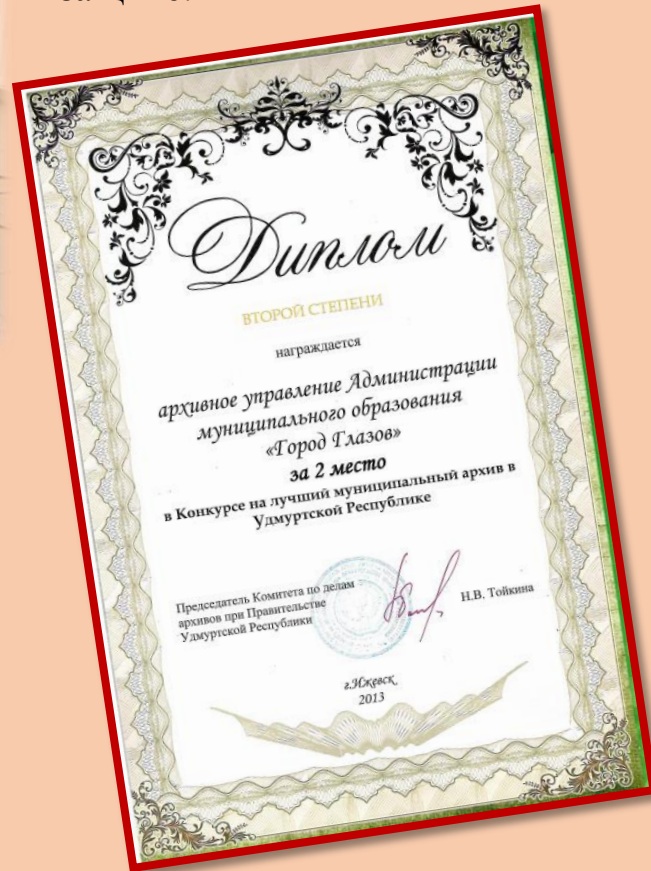 Диплом
ВТОРОЙ СТЕПЕНИ
награждается
архивное управление Администрации
муниципального образования
«Город Глазов»
за 2 место
в Конкурсе на лучший муниципальный архив в
Удмуртской Республике
Председатель Комитета по делам
архивов при Правительстве
Удмуртской Республики
Н.В. Тойкина
г.Ижевск
2013